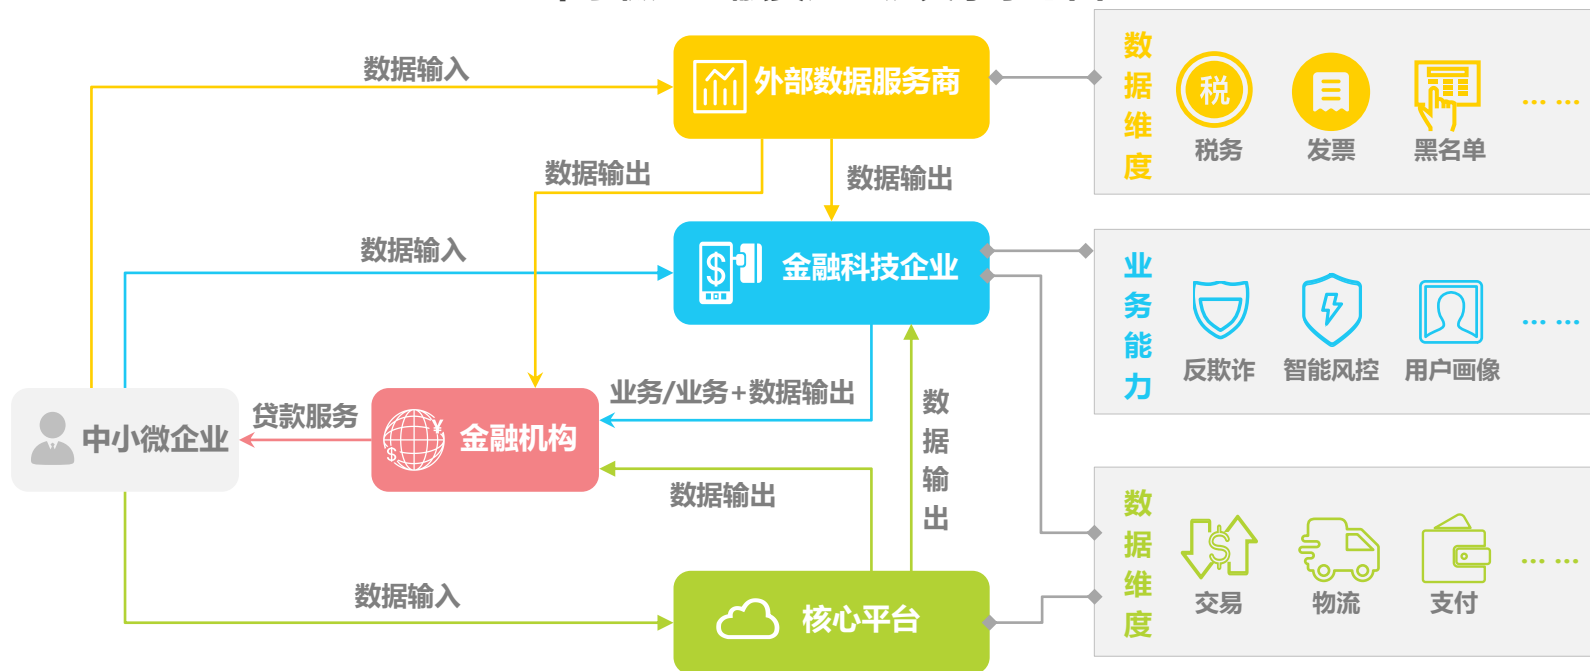 数据输入
外部数据服务商
数据维度
税
税务
发票
黑名单
... ...
数据输出
数据输出
数据输入
$
金融科技企业
业务能力
反欺诈
智能风控
用户画像
... ...
业务/业务+数据输出
数据输出
中小微企业
贷款服务
¥
$
金融机构
数据输出
数据维度
$
交易
物流
支付
... ...
数据输入
核心平台